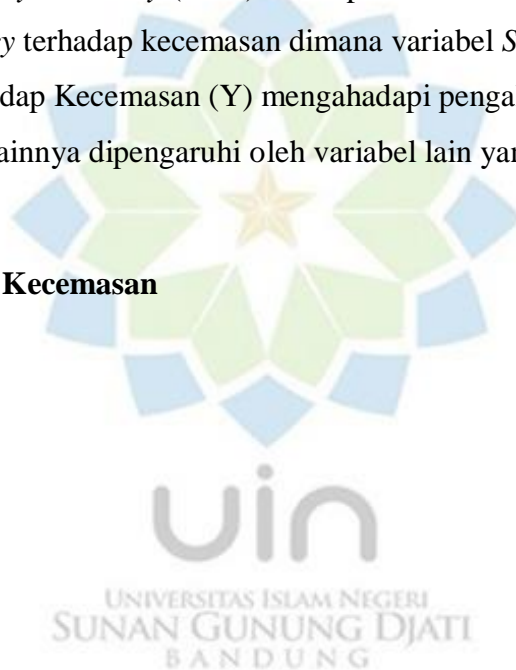 y terhadap kecemasan dimana variabel S
dap Kecemasan (Y) mengahadapi penga
ainnya dipengaruhi oleh variabel lain yan
Kecemasan
uin
UNIVERSITAS ISLAM NEGERI
SUNAN GUNUNG DJATI
BANDUNG